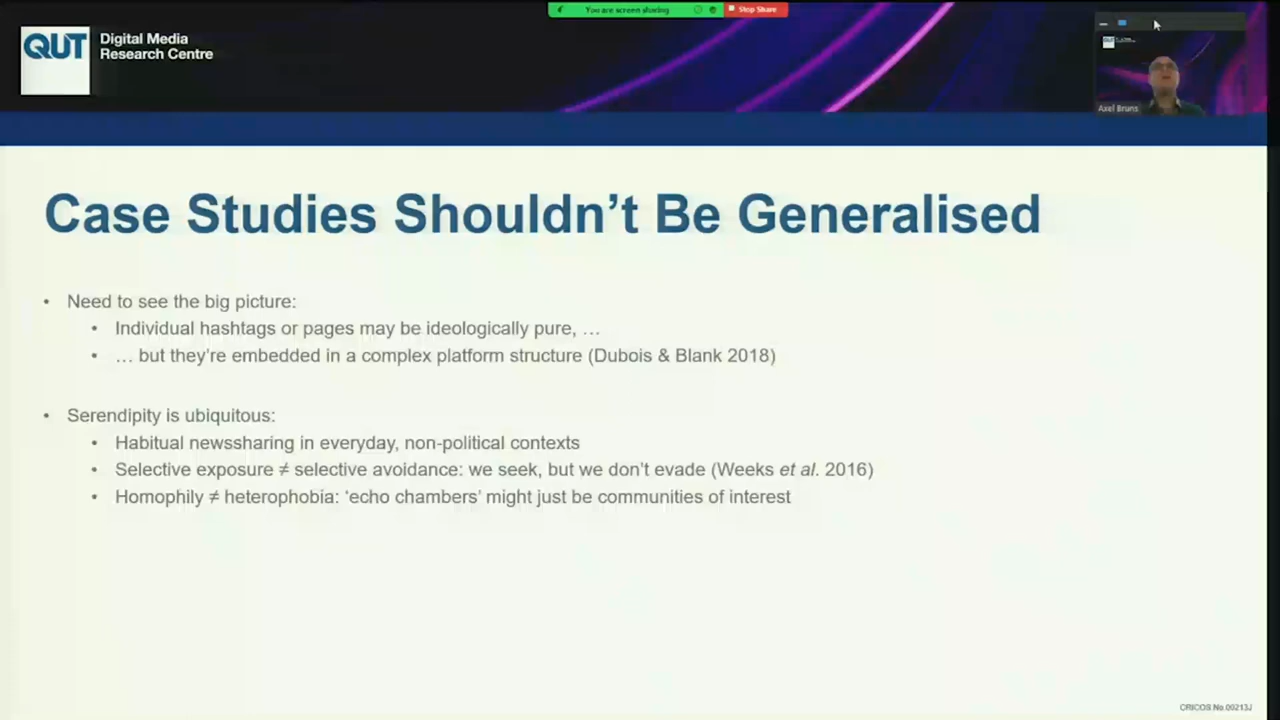 You are screen sharing
Stop Share
QUT
Digital Media
Research Centre
Axel Bruns
Case Studies Shouldn’t Be Generalised
• Need to see the big picture:
• Individual hashtags or pages may be ideologically pure, …
• … but they’re embedded in a complex platform structure (Dubois & Blank 2018)
• Serendipity is ubiquitous:
• Habitual newssharing in everyday, non-political contexts
• Selective exposure ≠ selective avoidance: we seek, but we don’t evade (Weeks et al. 2016)
• Homophily ≠ heterophobia: ‘echo chambers’ might just be communities of interest
CRICOS No.00213J